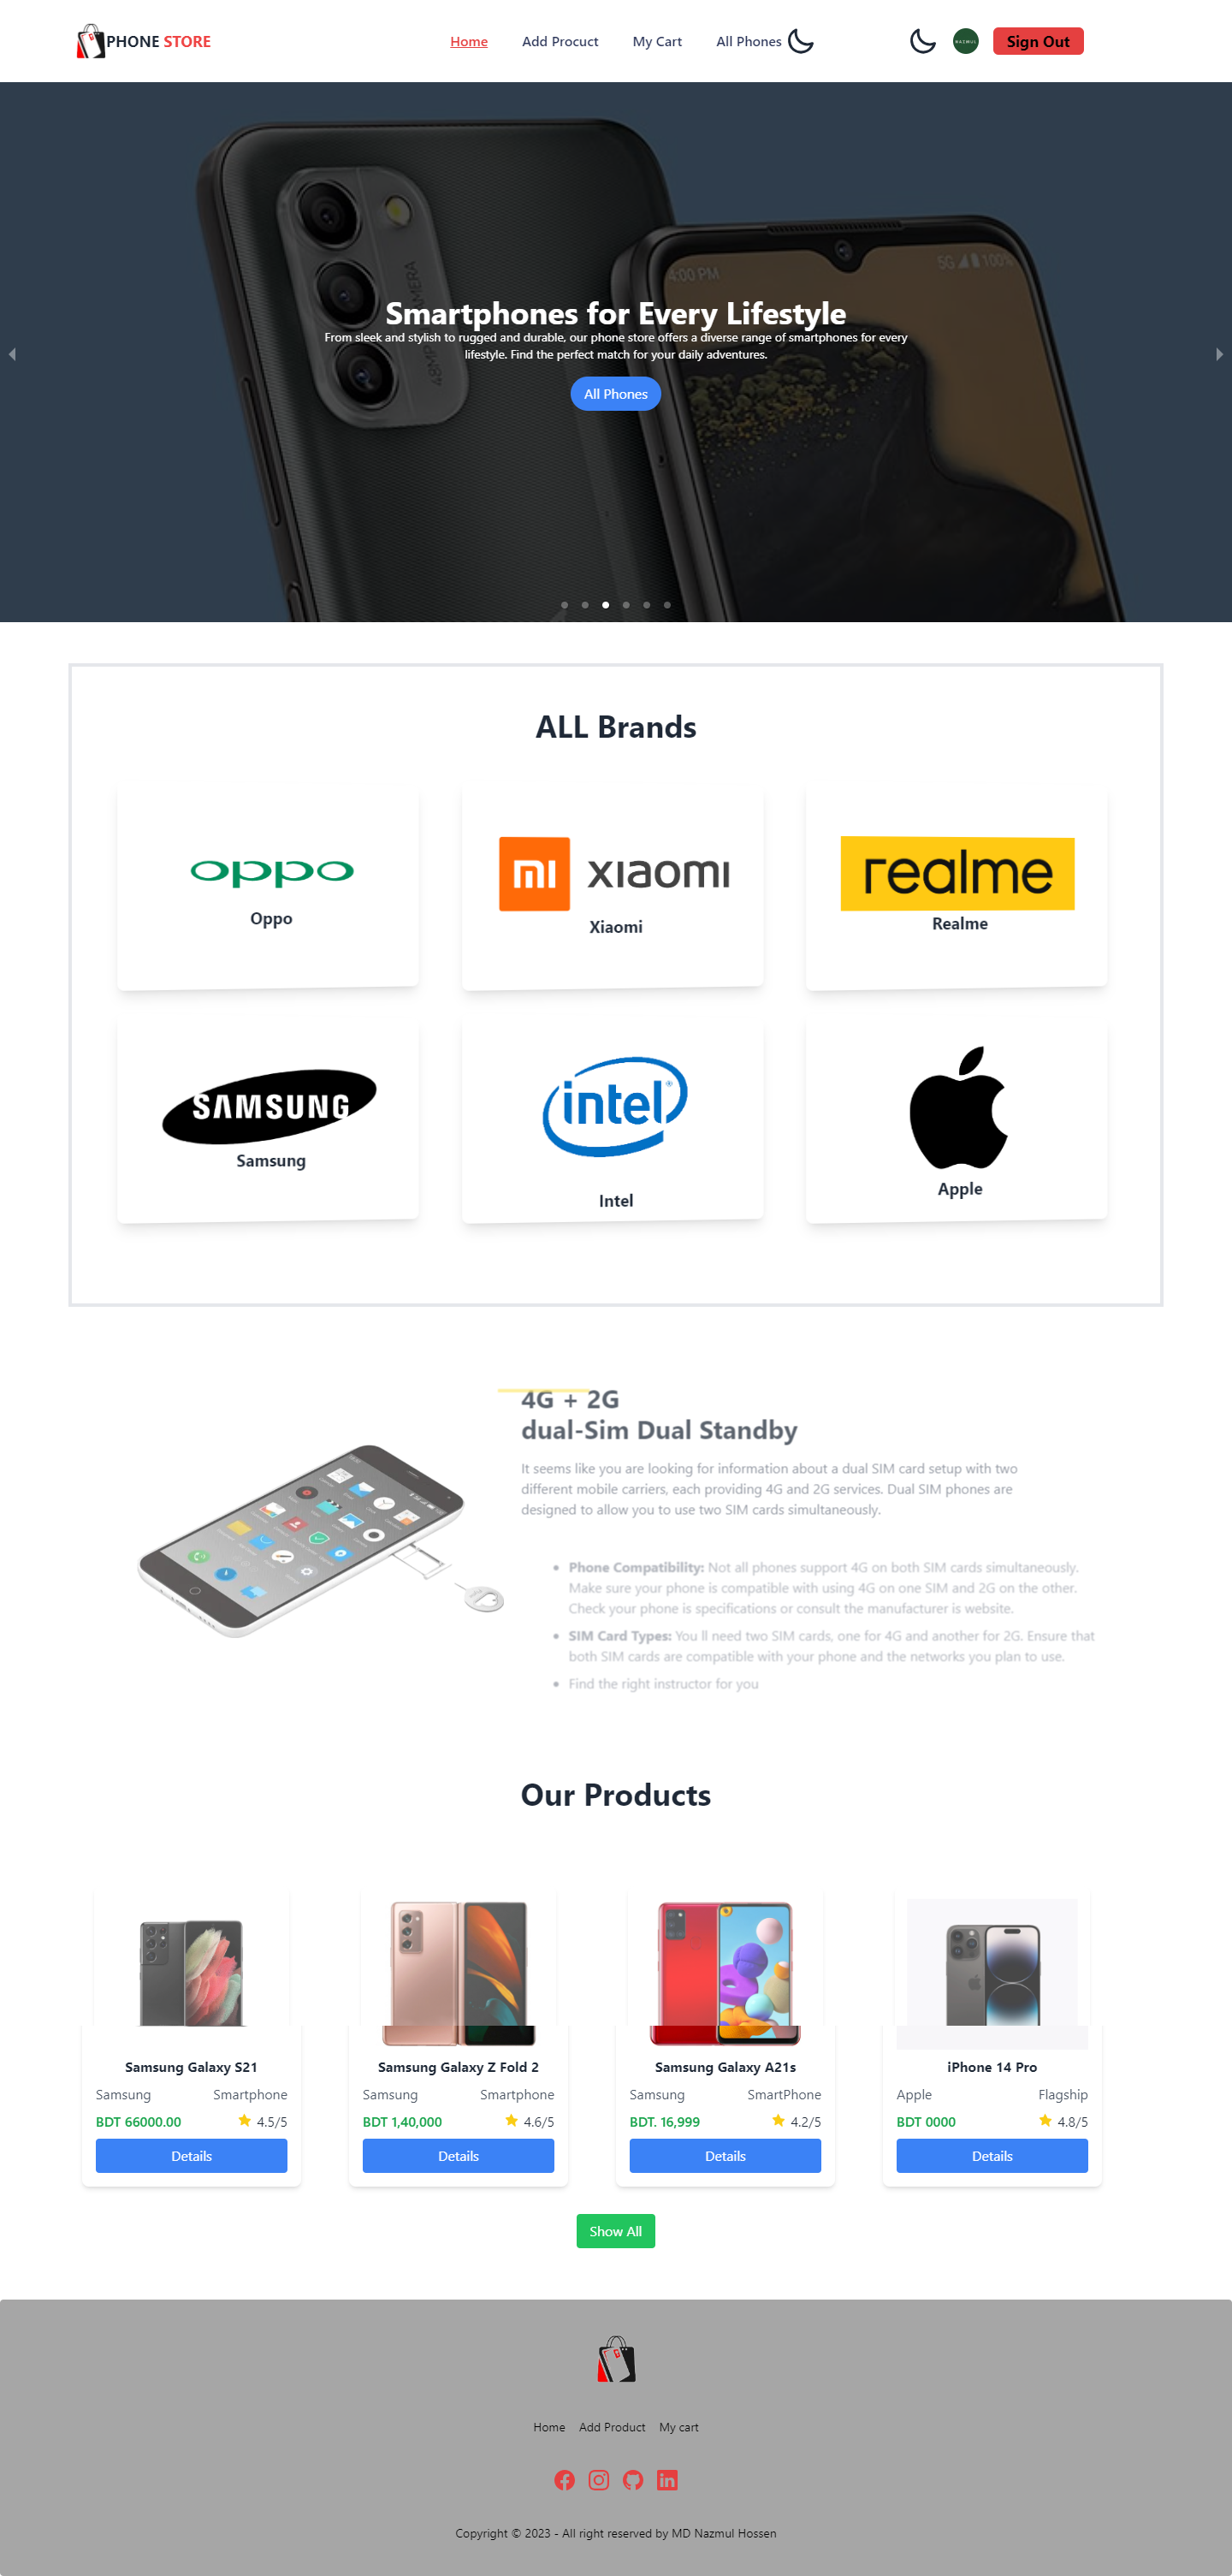 PHONE STORE
Home
Add Procuct
My Cart
All Phones
NAZMUL
Sign Out
CAMERA
48MP
4:00 PM
5G
100%
Smartphones for Every Lifestyle
From sleek and stylish to rugged and durable, our phone store offers a diverse range of smartphones for every
lifestyle. Find the perfect match for your daily adventures.
All Phones
ALL Brands
oppo
Oppo
mi xiaomi
Xiaomi
realme
Realme
SAMSUNG
Samsung
intel
Intel
Apple
4G + 2G
dual-Sim Dual Standby
It seems like you are looking for information about a dual SIM card setup with two
different mobile carriers, each providing 4G and 2G services. Dual SIM phones are
designed to allow you to use two SIM cards simultaneously.
Phone Compatibility: Not all phones support 4G on both SIM cards simultaneously.
Make sure your phone is compatible with using 4G on one SIM and 2G on the other.
Check your phone is specifications or consult the manufacturer is website.
SIM Card Types: You ll need two SIM cards, one for 4G and another for 2G. Ensure that
both SIM cards are compatible with your phone and the networks you plan to use.
Find the right instructor for you
Our Products
Samsung Galaxy S21
Samsung Smartphone
BDT 66000.00 4.5/5
Details
Samsung Galaxy Z Fold 2
Samsung Smartphone
BDT 1,40,000 4.6/5
Details
Samsung Galaxy A21s
Samsung SmartPhone
BDT. 16,999 4.2/5
Details
iPhone 14 Pro
Apple Flagship
BDT 0000 4.8/5
Details
Show All
Home
Add Product
My cart
Copyright © 2023 - All right reserved by MD Nazmul Hossen